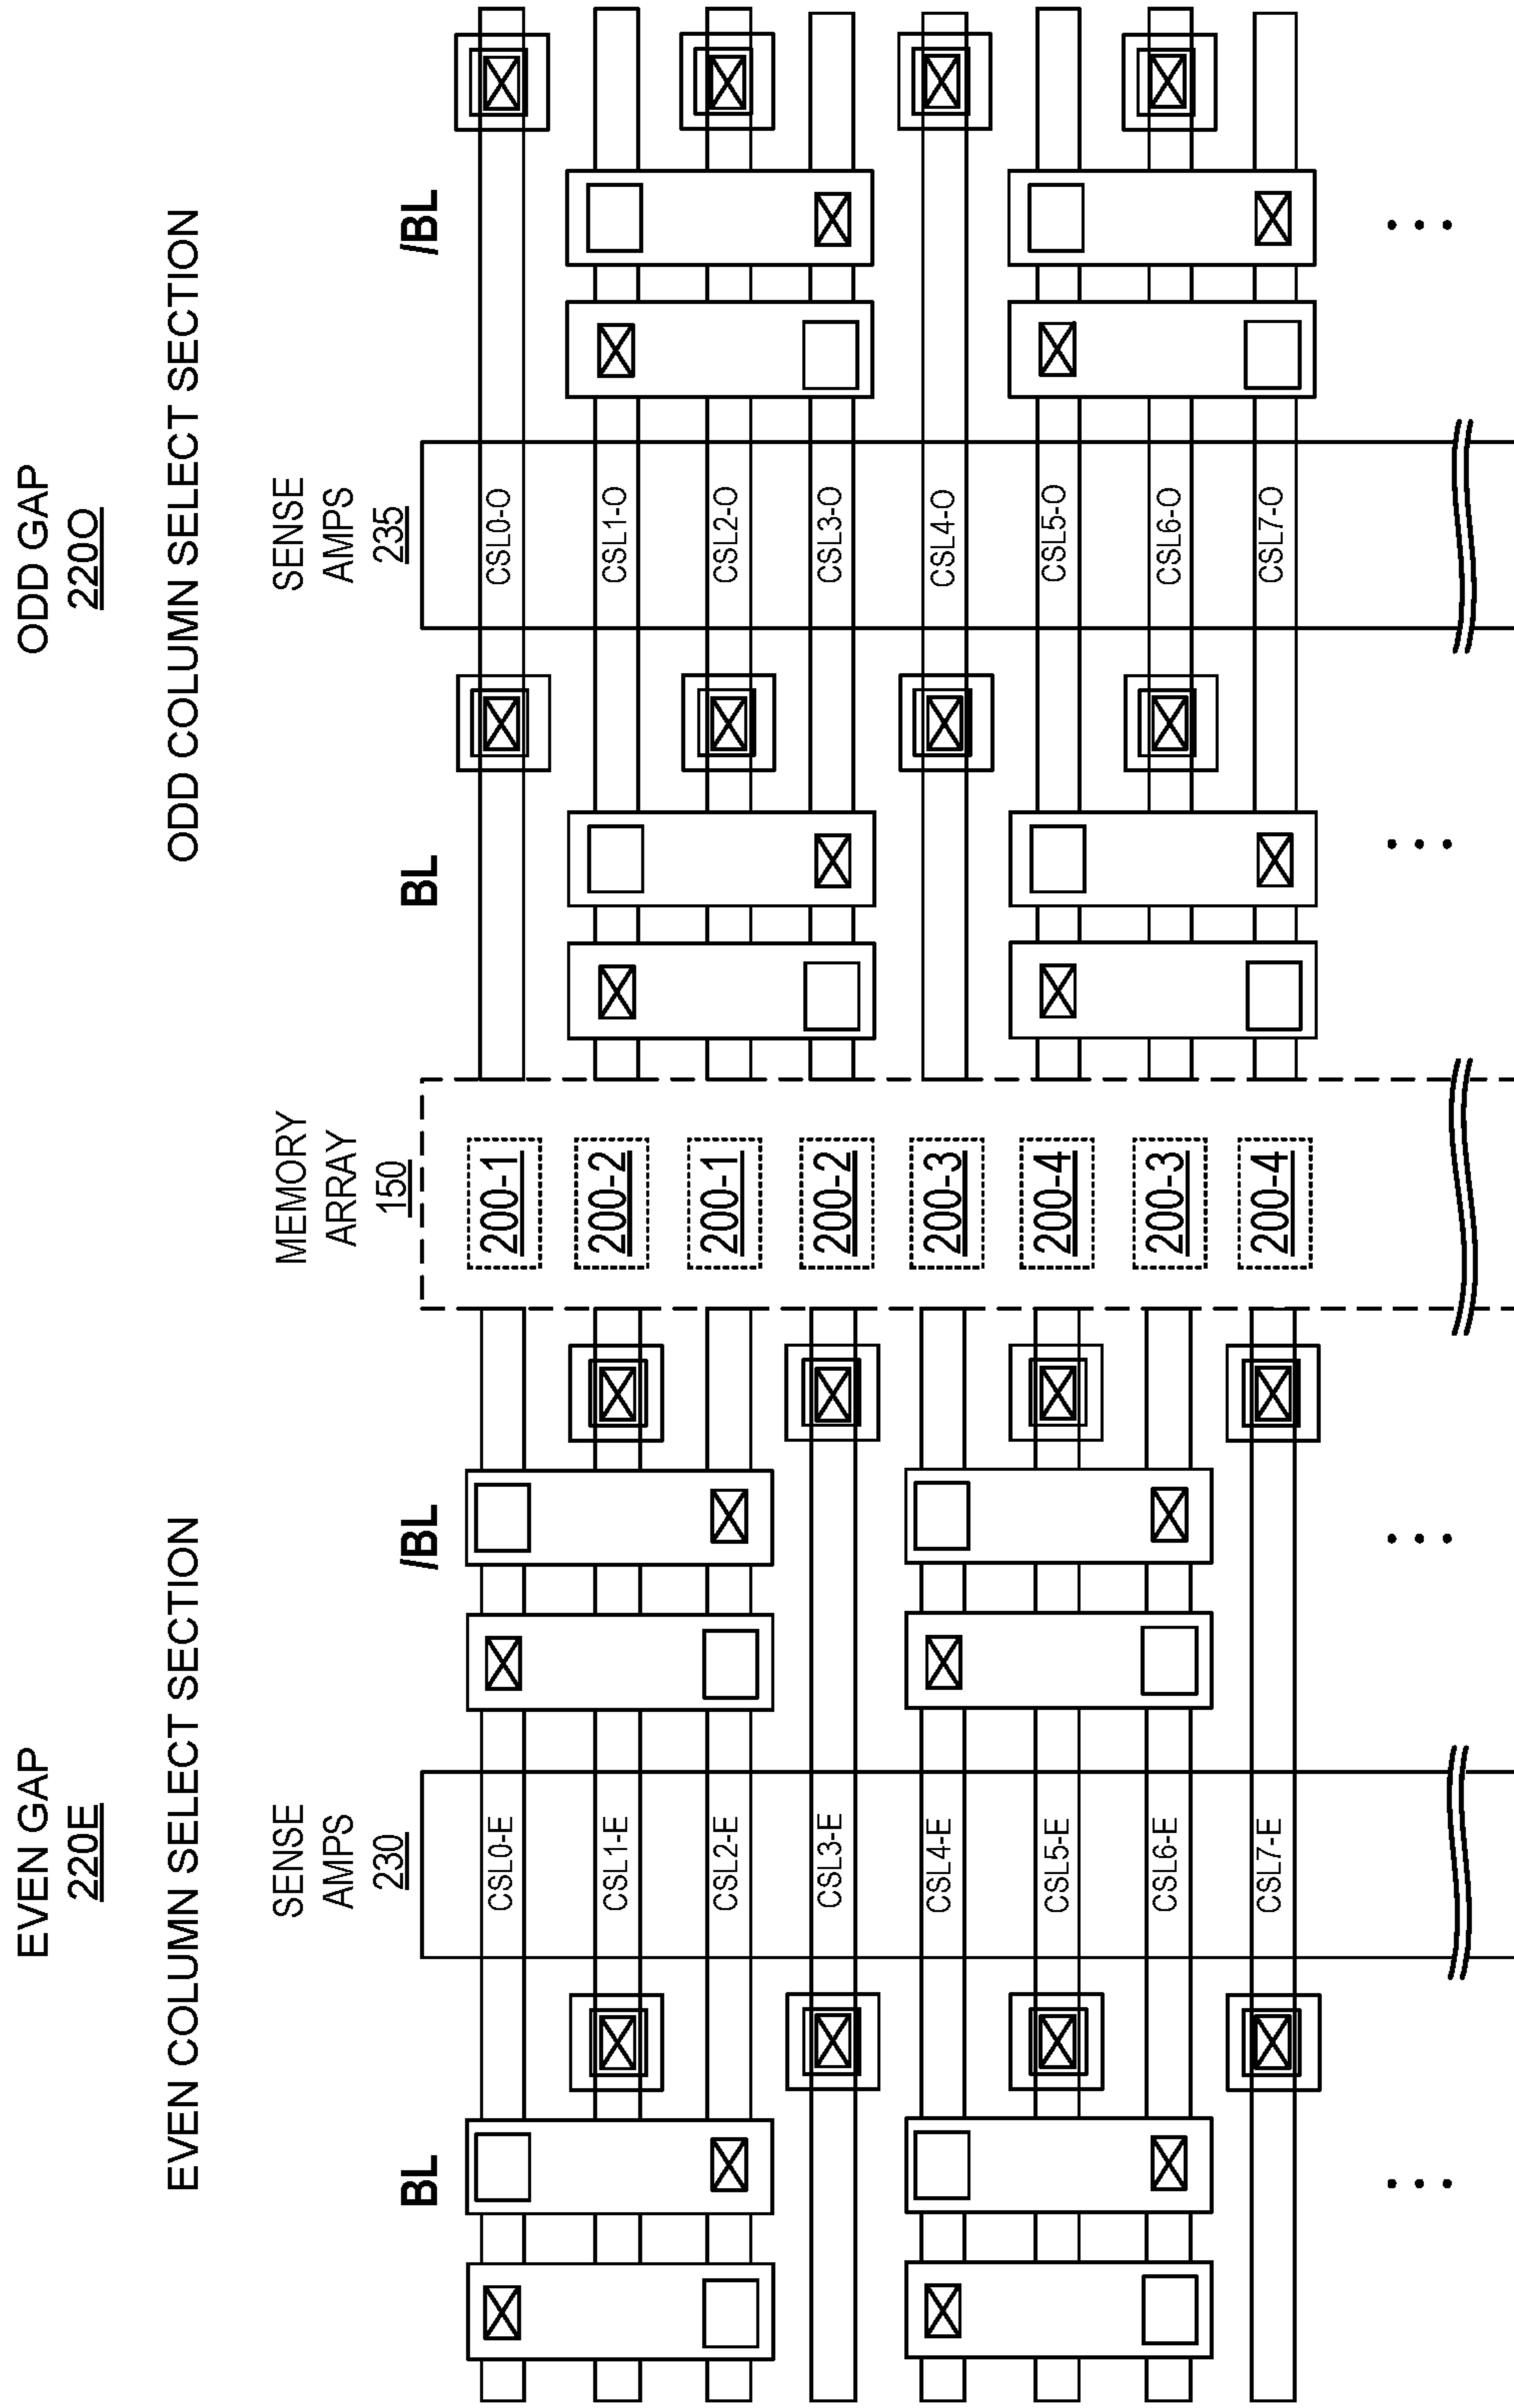 EVEN GAP
220E
ODD GAP
220O
EVEN COLUMN SELECT SECTION
ODD COLUMN SELECT SECTION
SENSE
AMPS
230
MEMORY
ARRAY
150
SENSE
AMPS
235
BL
/BL
BL
/BL
CSL0-E
200-1
CSL0-O
CSL1-E
200-2
CSL1-O
CSL2-E
200-1
CSL2-O
CSL3-E
200-2
CSL3-O
CSL4-E
200-3
CSL4-O
CSL5-E
200-4
CSL5-O
CSL6-E
200-3
CSL6-O
CSL7-E
200-4
CSL7-O